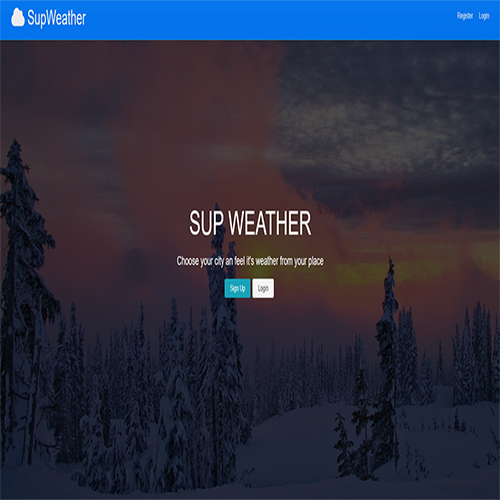 SupWeather
Register Login
SUP WEATHER
Choose your city an feel it's weather from your place
Sign Up Login